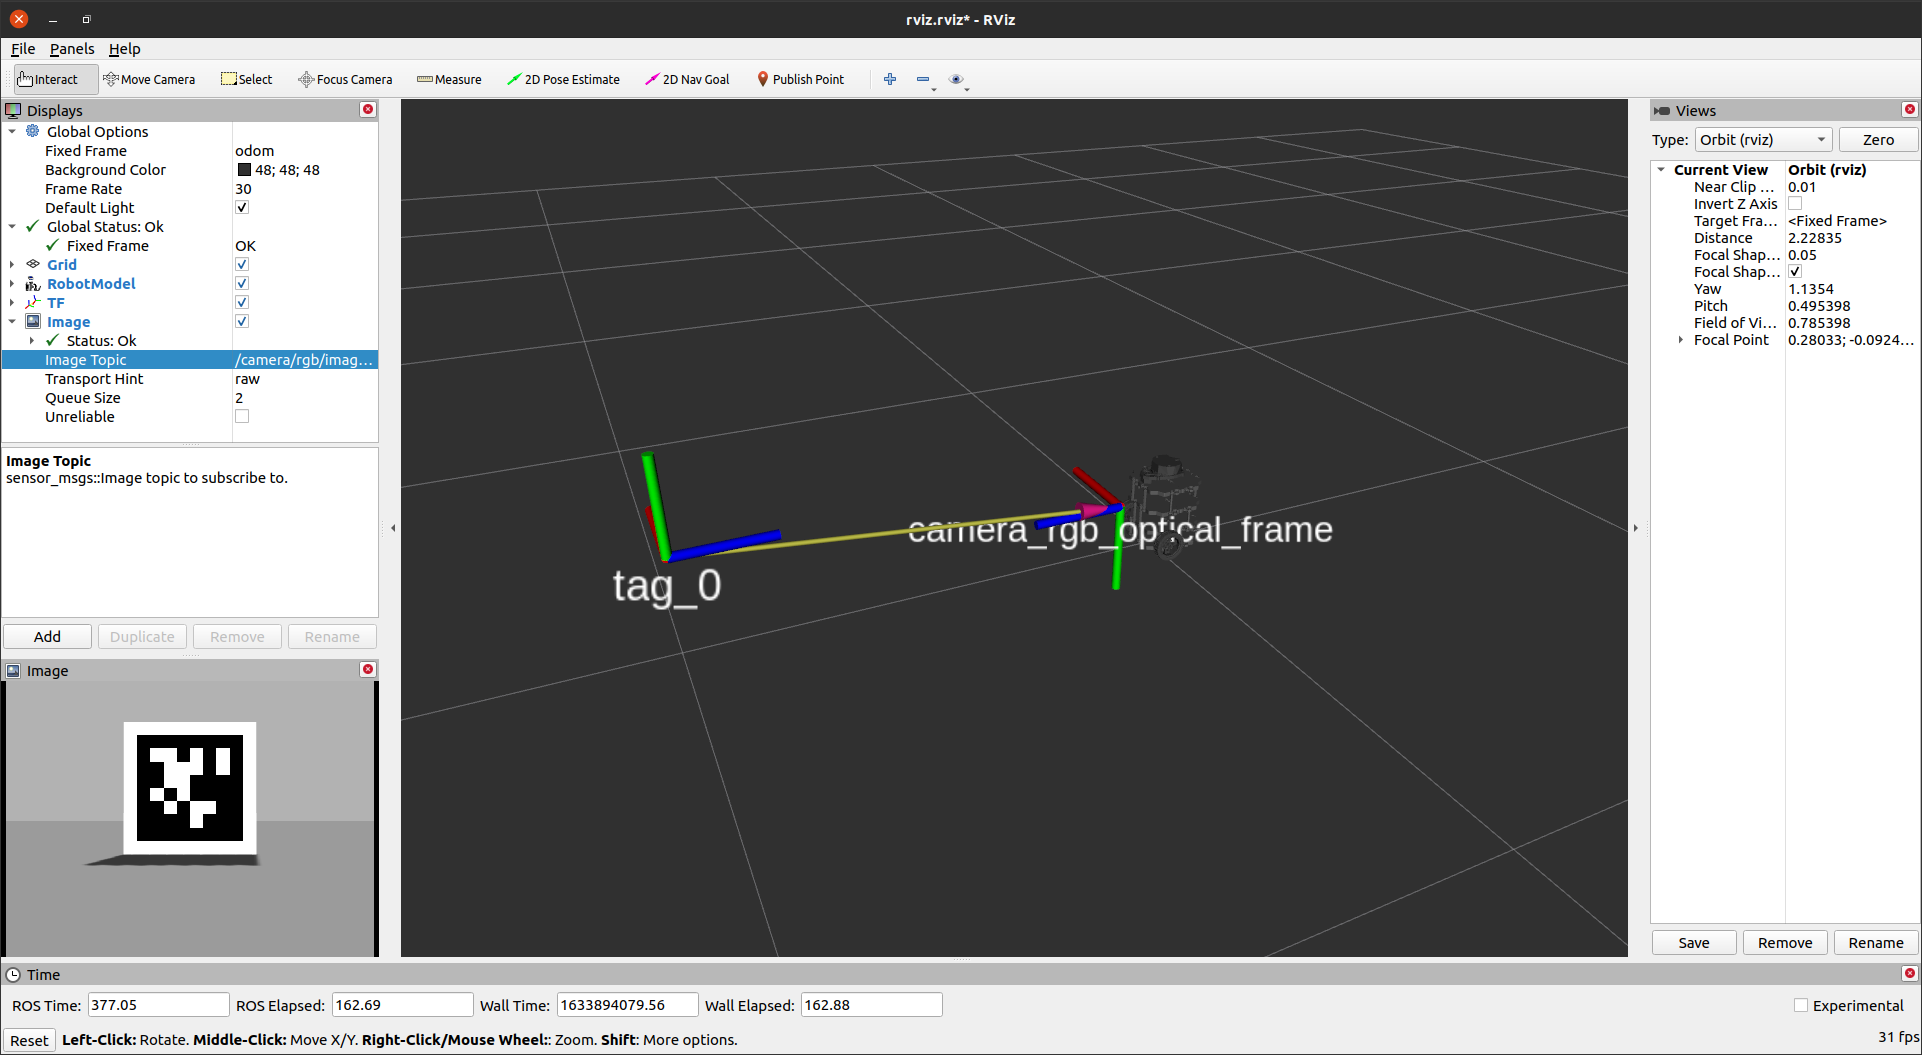 rviz.rviz* - RViz
File Panels Help
Interact Move Camera Select Focus Camera Measure 2D Pose Estimate 2D Nav Goal Publish Point
Displays
Global Options
Fixed Frame odom
Background Color 48; 48; 48
Frame Rate 30
Default Light
Global Status: Ok
Fixed Frame OK
Grid
RobotModel
TF
Image
Status: Ok
Image Topic /camera/rgb/imag...
Transport Hint raw
Queue Size 2
Unreliable
Image Topic
sensor_msgs::Image topic to subscribe to.
Add Duplicate Remove Rename
Image
camera_rgb_optical_frame
tag_0
Views
Type: Orbit (rviz) Zero
Current View Orbit (rviz)
Near Clip ... 0.01
Invert Z Axis
Target Fra... <Fixed Frame>
Distance 2.22835
Focal Shap... 0.05
Focal Shap...
Yaw 1.1354
Pitch 0.495398
Field of Vi... 0.785398
Focal Point 0.28033; -0.0924...
Save Remove Rename
Time
ROS Time: 377.05 ROS Elapsed: 162.69 Wall Time: 1633894079.56 Wall Elapsed: 162.88 Experimental
Reset Left-Click: Rotate. Middle-Click: Move X/Y. Right-Click/Mouse Wheel:: Zoom. Shift: More options. 31 fps